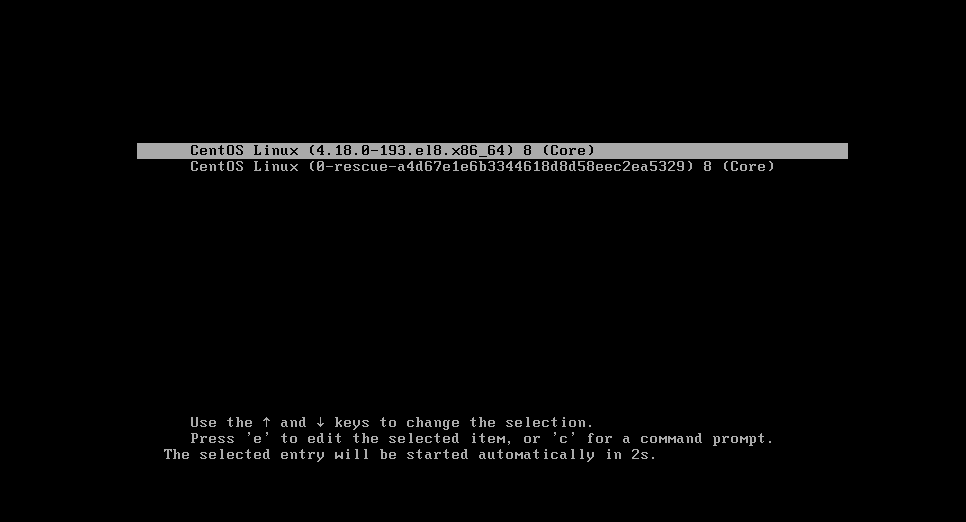 CentOS Linux (4.18.0-193.el8.x86_64) 8 (Core)
CentOS Linux (0-rescue-a4d67e1e6b3344618d8d58eec2ea5329) 8 (Core)
Use the ↑ and ↓ keys to change the selection.
Press 'e' to edit the selected item, or 'c' for a command prompt.
The selected entry will be started automatically in 2s.